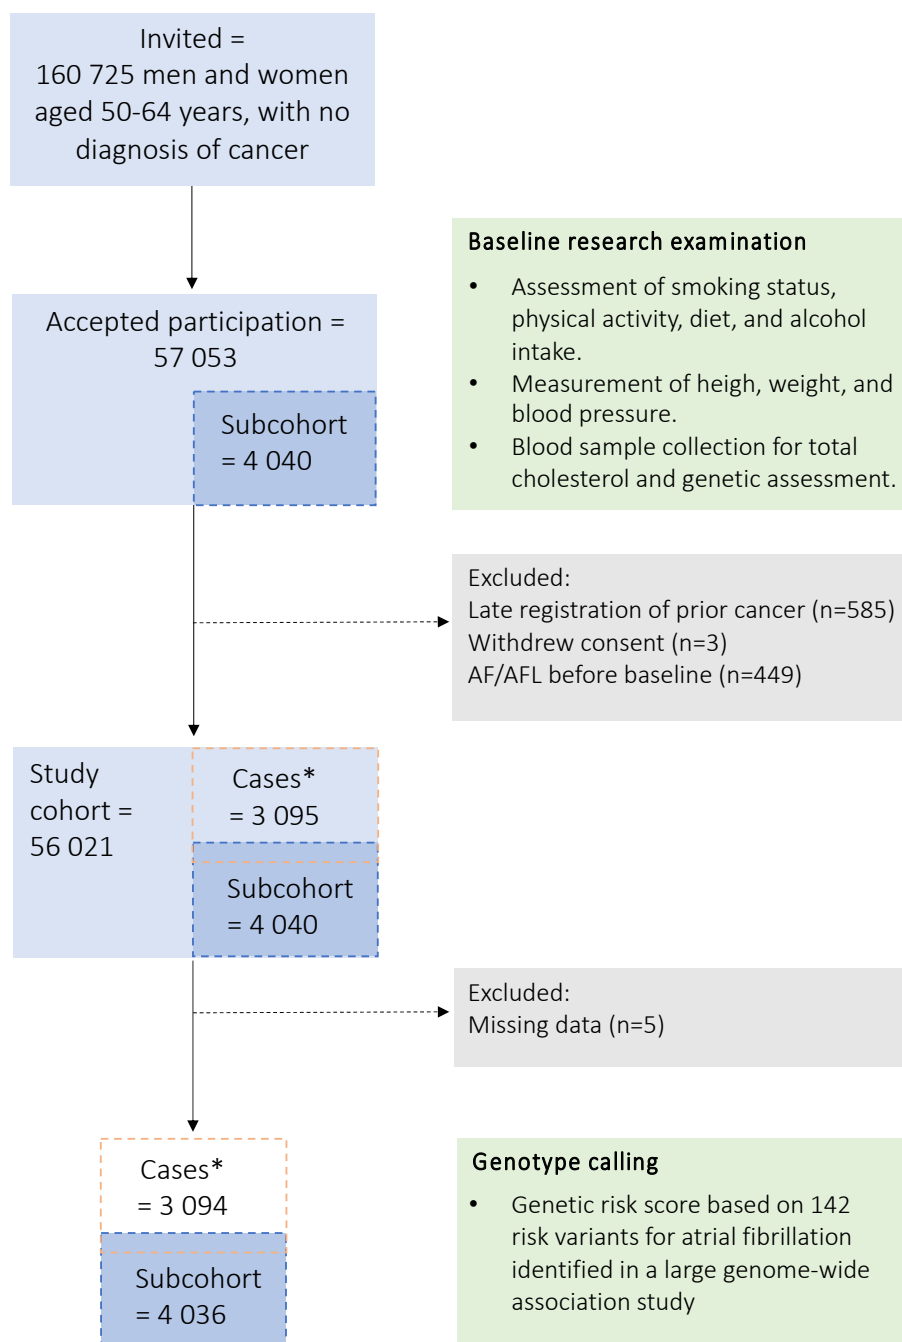 Invited =
160 725 men and women
aged 50-64 years, with no
diagnosis of cancer
Baseline research examination
• Assessment of smoking status,
physical activity, diet, and alcohol
intake.
• Measurement of heigh, weight, and
blood pressure.
• Blood sample collection for total
cholesterol and genetic assessment.
Accepted participation =
57 053
Subcohort
= 4 040
Excluded:
Late registration of prior cancer (n=585)
Withdrew consent (n=3)
AF/AFL before baseline (n=449)
Study
cohort =
56 021
Cases*
= 3 095
Subcohort
= 4 040
Excluded:
Missing data (n=5)
Cases*
= 3 094
Subcohort
= 4 036
Genotype calling
• Genetic risk score based on 142
risk variants for atrial fibrillation
identified in a large genome-wide
association study